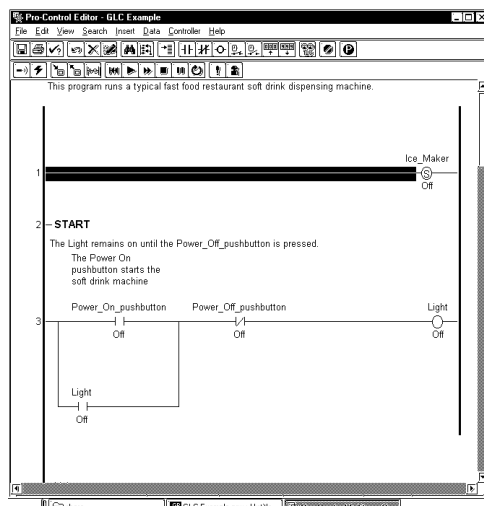 Pro-Control Editor - GLC Example
File Edit View Search Insert Data Controller Help
This program runs a typical fast food restaurant soft drink dispensing machine.
Ice_Maker
1
S
Off
2 START
The Light remains on until the Power_Off_pushbutton is pressed.
The Power On
pushbutton starts the
soft drink machine
Power_On_pushbutton Power_Off_pushbutton Light
3
Off Off Off
Light
Off